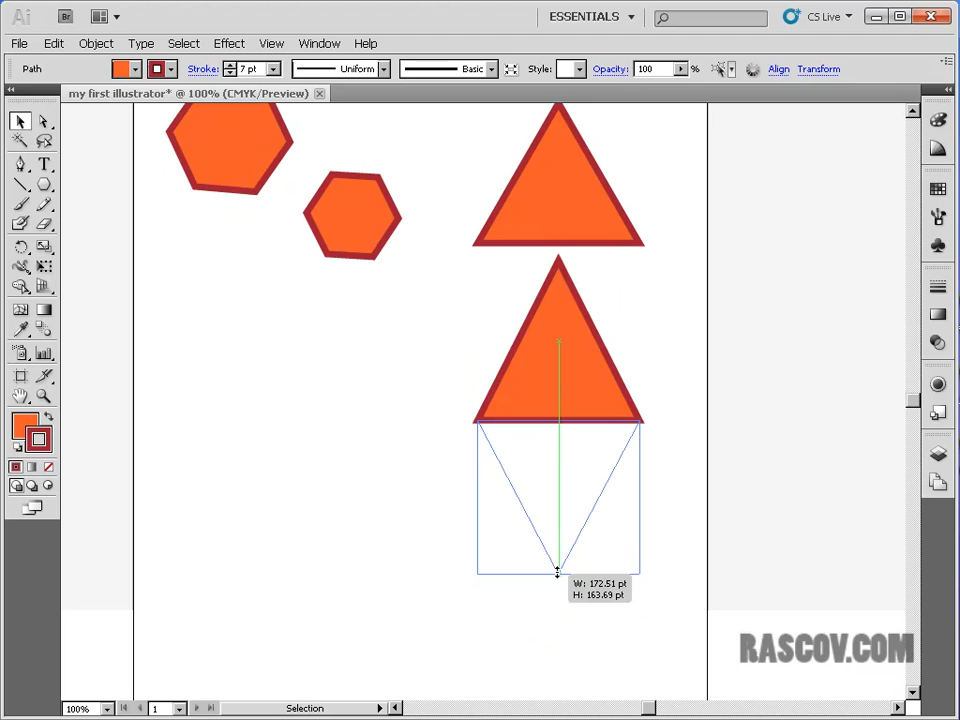 Ai Br ESSENTIALS CS Live
File Edit Object Type Select Effect View Window Help
Path Stroke: 7 pt Uniform Basic Style: Opacity: 100 % Align Transform
my first illustrator* @ 100% (CMYK/Preview)
T
W: 172.51 pt
H: 163.69 pt
RASCOV.COM
100% 1 Selection